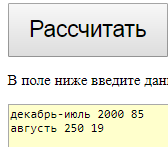 Рассчитать
В поле ниже введите дан
декабрь-июль 2000 85
августь 250 19